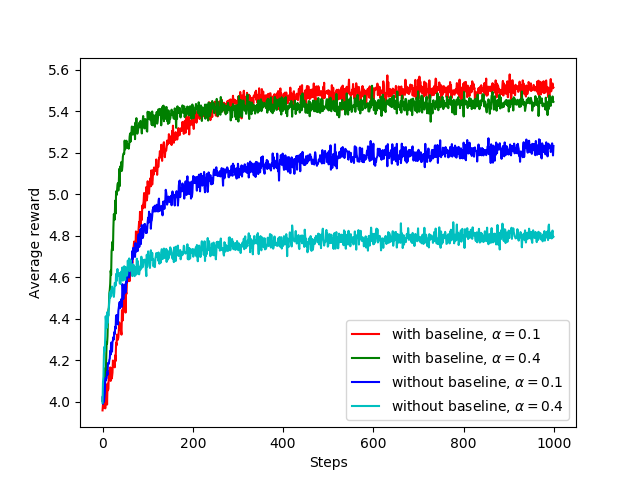 5.6
5.4
5.2
5.0
4.8
4.6
4.4
4.2
4.0
Average reward
with baseline, α = 0.1
with baseline, α = 0.4
without baseline, α = 0.1
without baseline, α = 0.4
0 200 400 600 800 1000
Steps